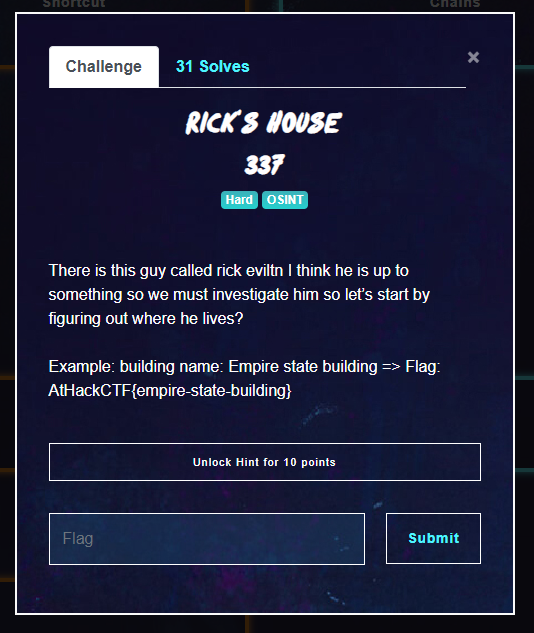 Shortcut Chains
Challenge 31 Solves ×
RICK'S HOUSE
337
Hard OSINT
There is this guy called rick eviltn I think he is up to
something so we must investigate him so let's start by
figuring out where he lives?
Example: building name: Empire state building => Flag:
AtHackCTF{empire-state-building}
Unlock Hint for 10 points
Flag Submit